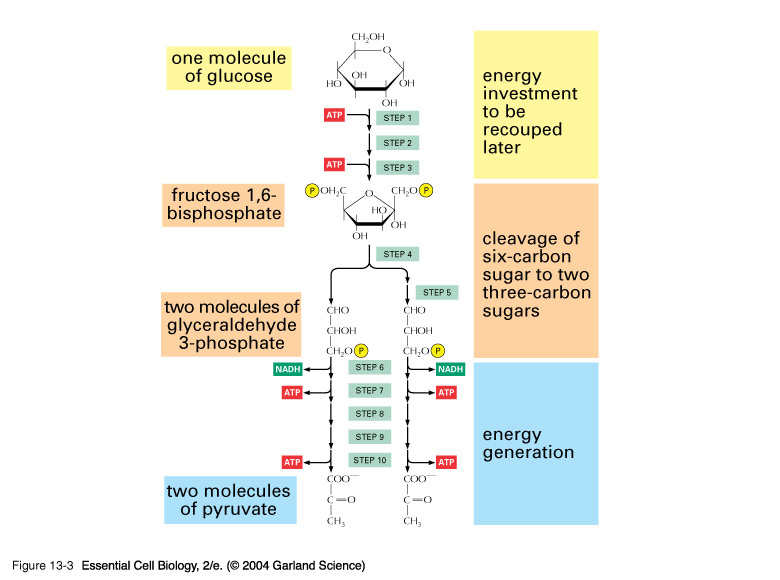 CH₂OH
O
one molecule
of glucose
OH
HO
OH
OH
energy
investment
to be
recouped
later
ATP
STEP 1
STEP 2
ATP
STEP 3
fructose 1,6-
bisphosphate
P OH₂C
O
CH₂O P
HO
OH
OH
STEP 4
cleavage of
six-carbon
sugar to two
three-carbon
sugars
STEP 5
two molecules of
glyceraldehyde
3-phosphate
CHO
CHO
CHOH
CHOH
CH₂O P
CH₂O P
NADH
STEP 6
NADH
ATP
STEP 7
ATP
STEP 8
STEP 9
ATP
STEP 10
ATP
energy
generation
two molecules
of pyruvate
COO⁻
COO⁻
C=O
C=O
CH₃
CH₃
Figure 13-3 Essential Cell Biology, 2/e. (© 2004 Garland Science)